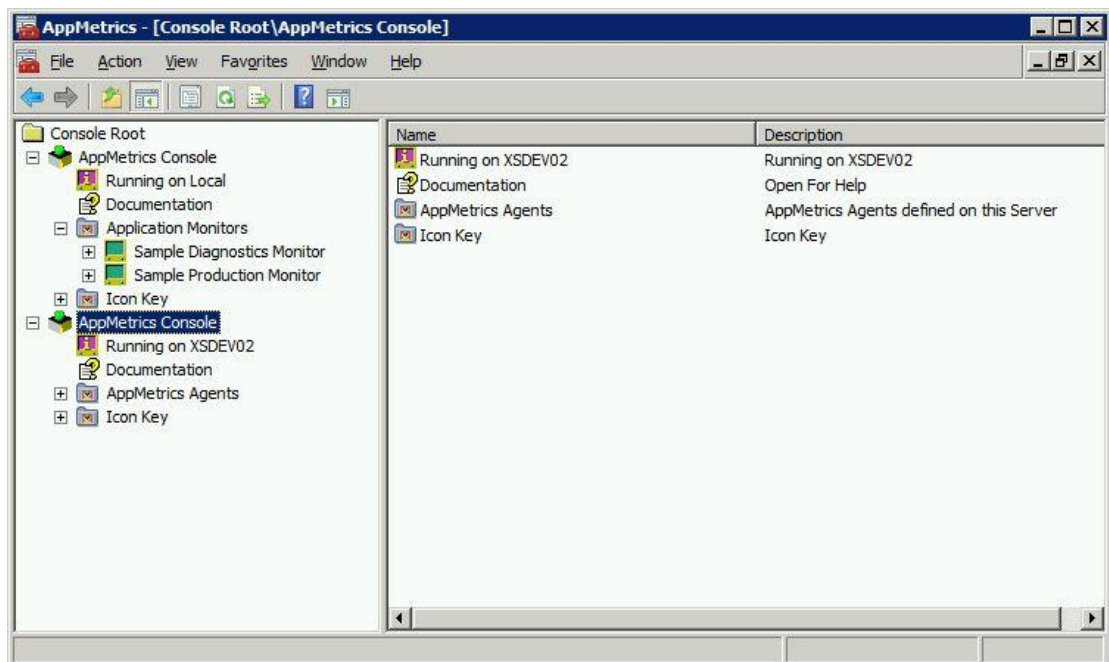 AppMetrics - [Console Root\AppMetrics Console]
File Action View Favorites Window Help
Console Root
AppMetrics Console
Running on Local
Documentation
Application Monitors
Sample Diagnostics Monitor
Sample Production Monitor
Icon Key
AppMetrics Console
Running on XSDEV02
Documentation
AppMetrics Agents
Icon Key
Name Description
Running on XSDEV02 Running on XSDEV02
Documentation Open For Help
AppMetrics Agents AppMetrics Agents defined on this Server
Icon Key Icon Key